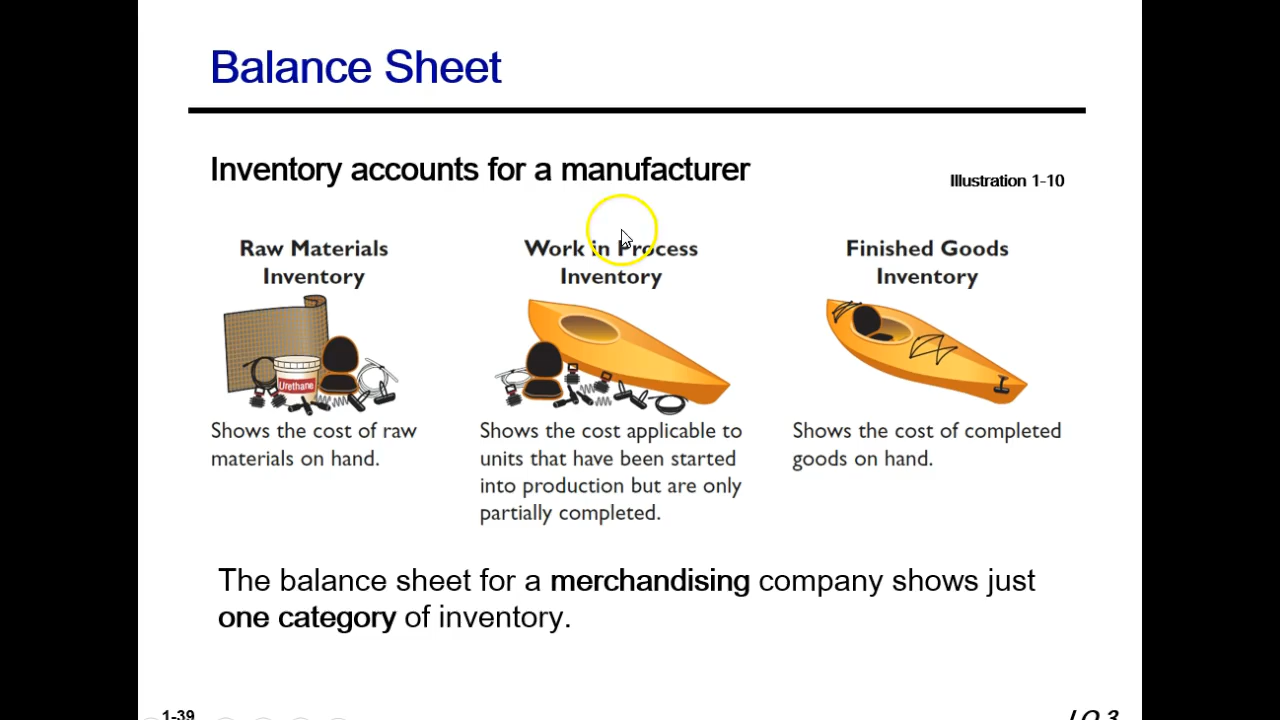 Balance Sheet
Inventory accounts for a manufacturer
Illustration 1-10
Raw Materials
Inventory
Work in Process
Inventory
Finished Goods
Inventory
Urethane
Shows the cost of raw
materials on hand.
Shows the cost applicable to
units that have been started
into production but are only
partially completed.
Shows the cost of completed
goods on hand.
The balance sheet for a merchandising company shows just
one category of inventory.
1-39
LO 3